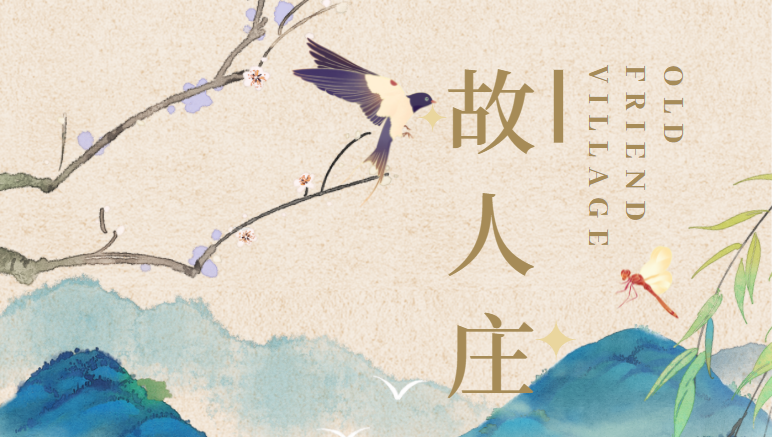 故人庄
OLD
FRIEND
VILLAGE